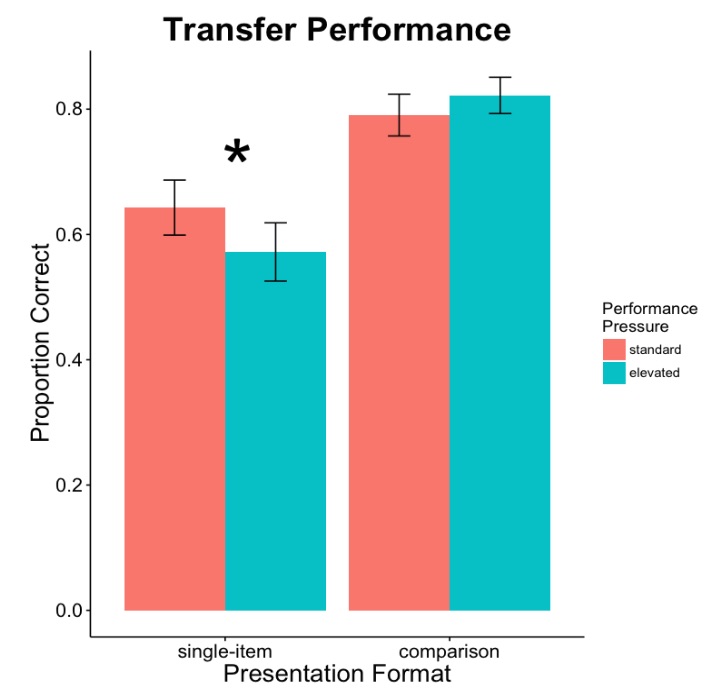 Transfer Performance
Proportion Correct
0.8
0.6
0.4
0.2
0.0
*
single-item
comparison
Presentation Format
Performance
Pressure
standard
elevated